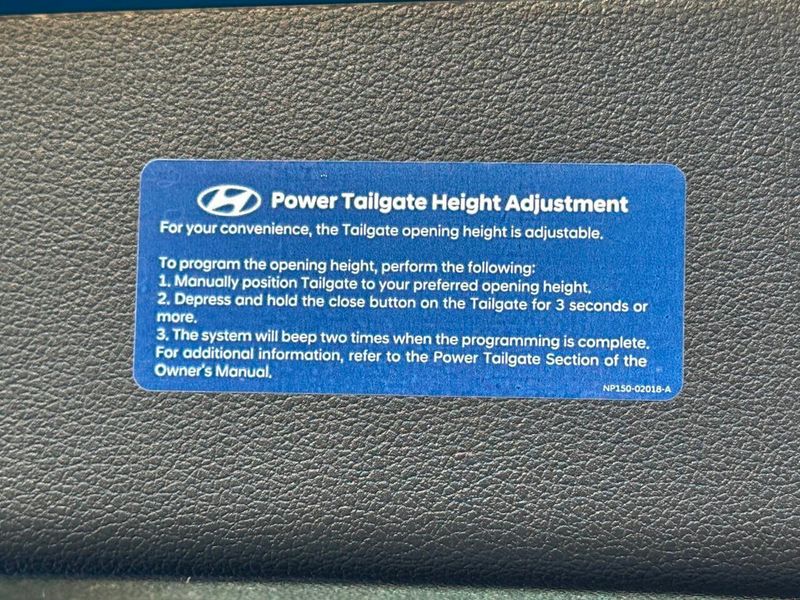 Power Tailgate Height Adjustment
For your convenience, the Tailgate opening height is adjustable.
To program the opening height, perform the following:
1. Manually position Tailgate to your preferred opening height.
2. Depress and hold the close button on the Tailgate for 3 seconds or
more.
3. The system will beep two times when the programming is complete.
For additional information, refer to the Power Tailgate Section of the
Owner's Manual.
NP150-02018-A